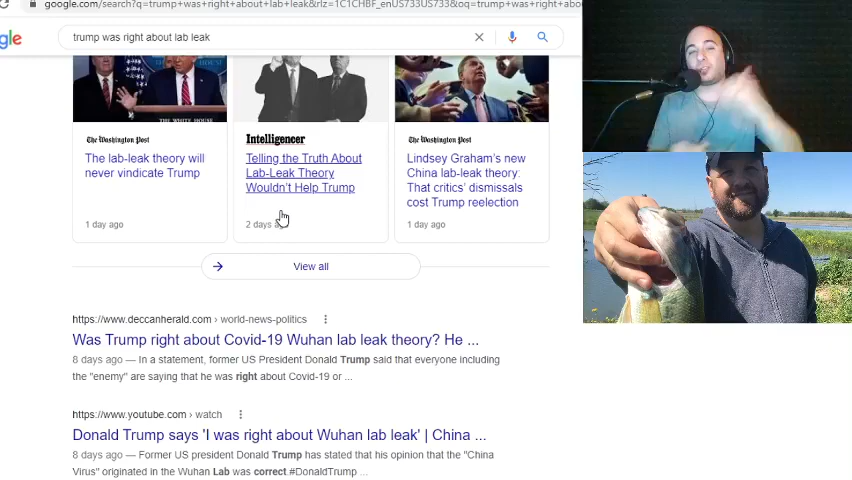 google.com/search?q=trump+was+right+about+lab+leak&rlz=1C1CHBF_enUS733US733&oq=trump+was+right+abou
gle
trump was right about lab leak
THE WHITE HOUSE
The Washington Post
The lab-leak theory will
never vindicate Trump
1 day ago
Intelligencer
Telling the Truth About
Lab-Leak Theory
Wouldn't Help Trump
2 days
The Washington Post
Lindsey Graham's new
China lab-leak theory:
That critics' dismissals
cost Trump reelection
1 day ago
View all
https://www.deccanherald.com › world-news-politics
Was Trump right about Covid-19 Wuhan lab leak theory? He ...
8 days ago — In a statement, former US President Donald Trump said that everyone including
the "enemy" are saying that he was right about Covid-19 or ...
https://www.youtube.com › watch
Donald Trump says 'I was right about Wuhan lab leak' | China ...
8 days ago — Former US president Donald Trump has stated that his opinion that the "China
Virus" originated in the Wuhan Lab was correct.#DonaldTrump ...